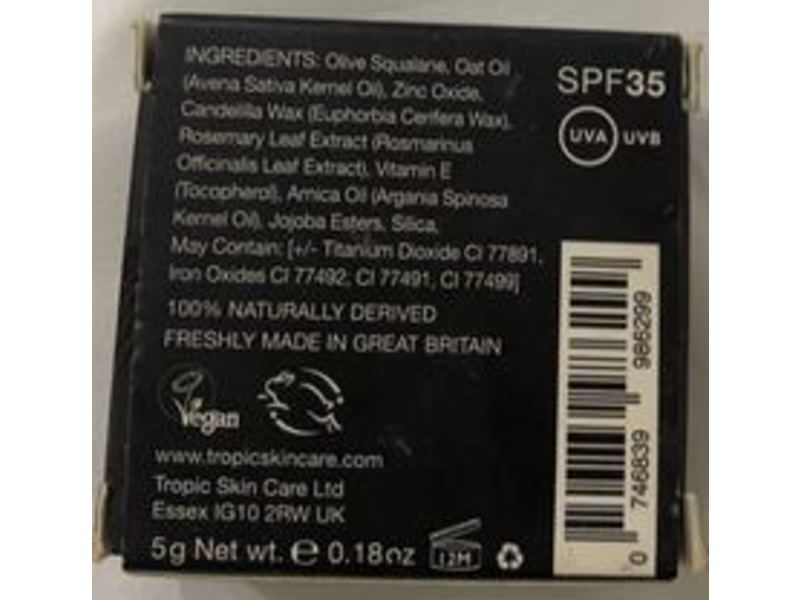 INGREDIENTS: Olive Squalane, Oat Oil
(Avena Sativa Kernel Oil), Zinc Oxide,
Candelilla Wax (Euphorbia Cerifera Wax),
Rosemary Leaf Extract (Rosmarinus
Officinalis Leaf Extract), Vitamin E
(Tocopherol), Arnica Oil (Argania Spinosa
Kernel Oil), Jojoba Esters, Silica,
May Contain: [+/- Titanium Dioxide CI 77891,
Iron Oxides CI 77492, CI 77491, CI 77499]
100% NATURALLY DERIVED
FRESHLY MADE IN GREAT BRITAIN
Vegan
www.tropicskincare.com
Tropic Skin Care Ltd
Essex IG10 2RW UK
5g Net wt. e 0.18oz
12M
SPF35
UVA UVB
0 746839 986299